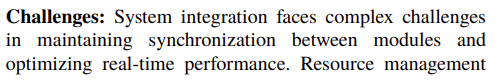 Challenges: System integration faces complex challenges
in maintaining synchronization between modules and
optimizing real-time performance. Resource management